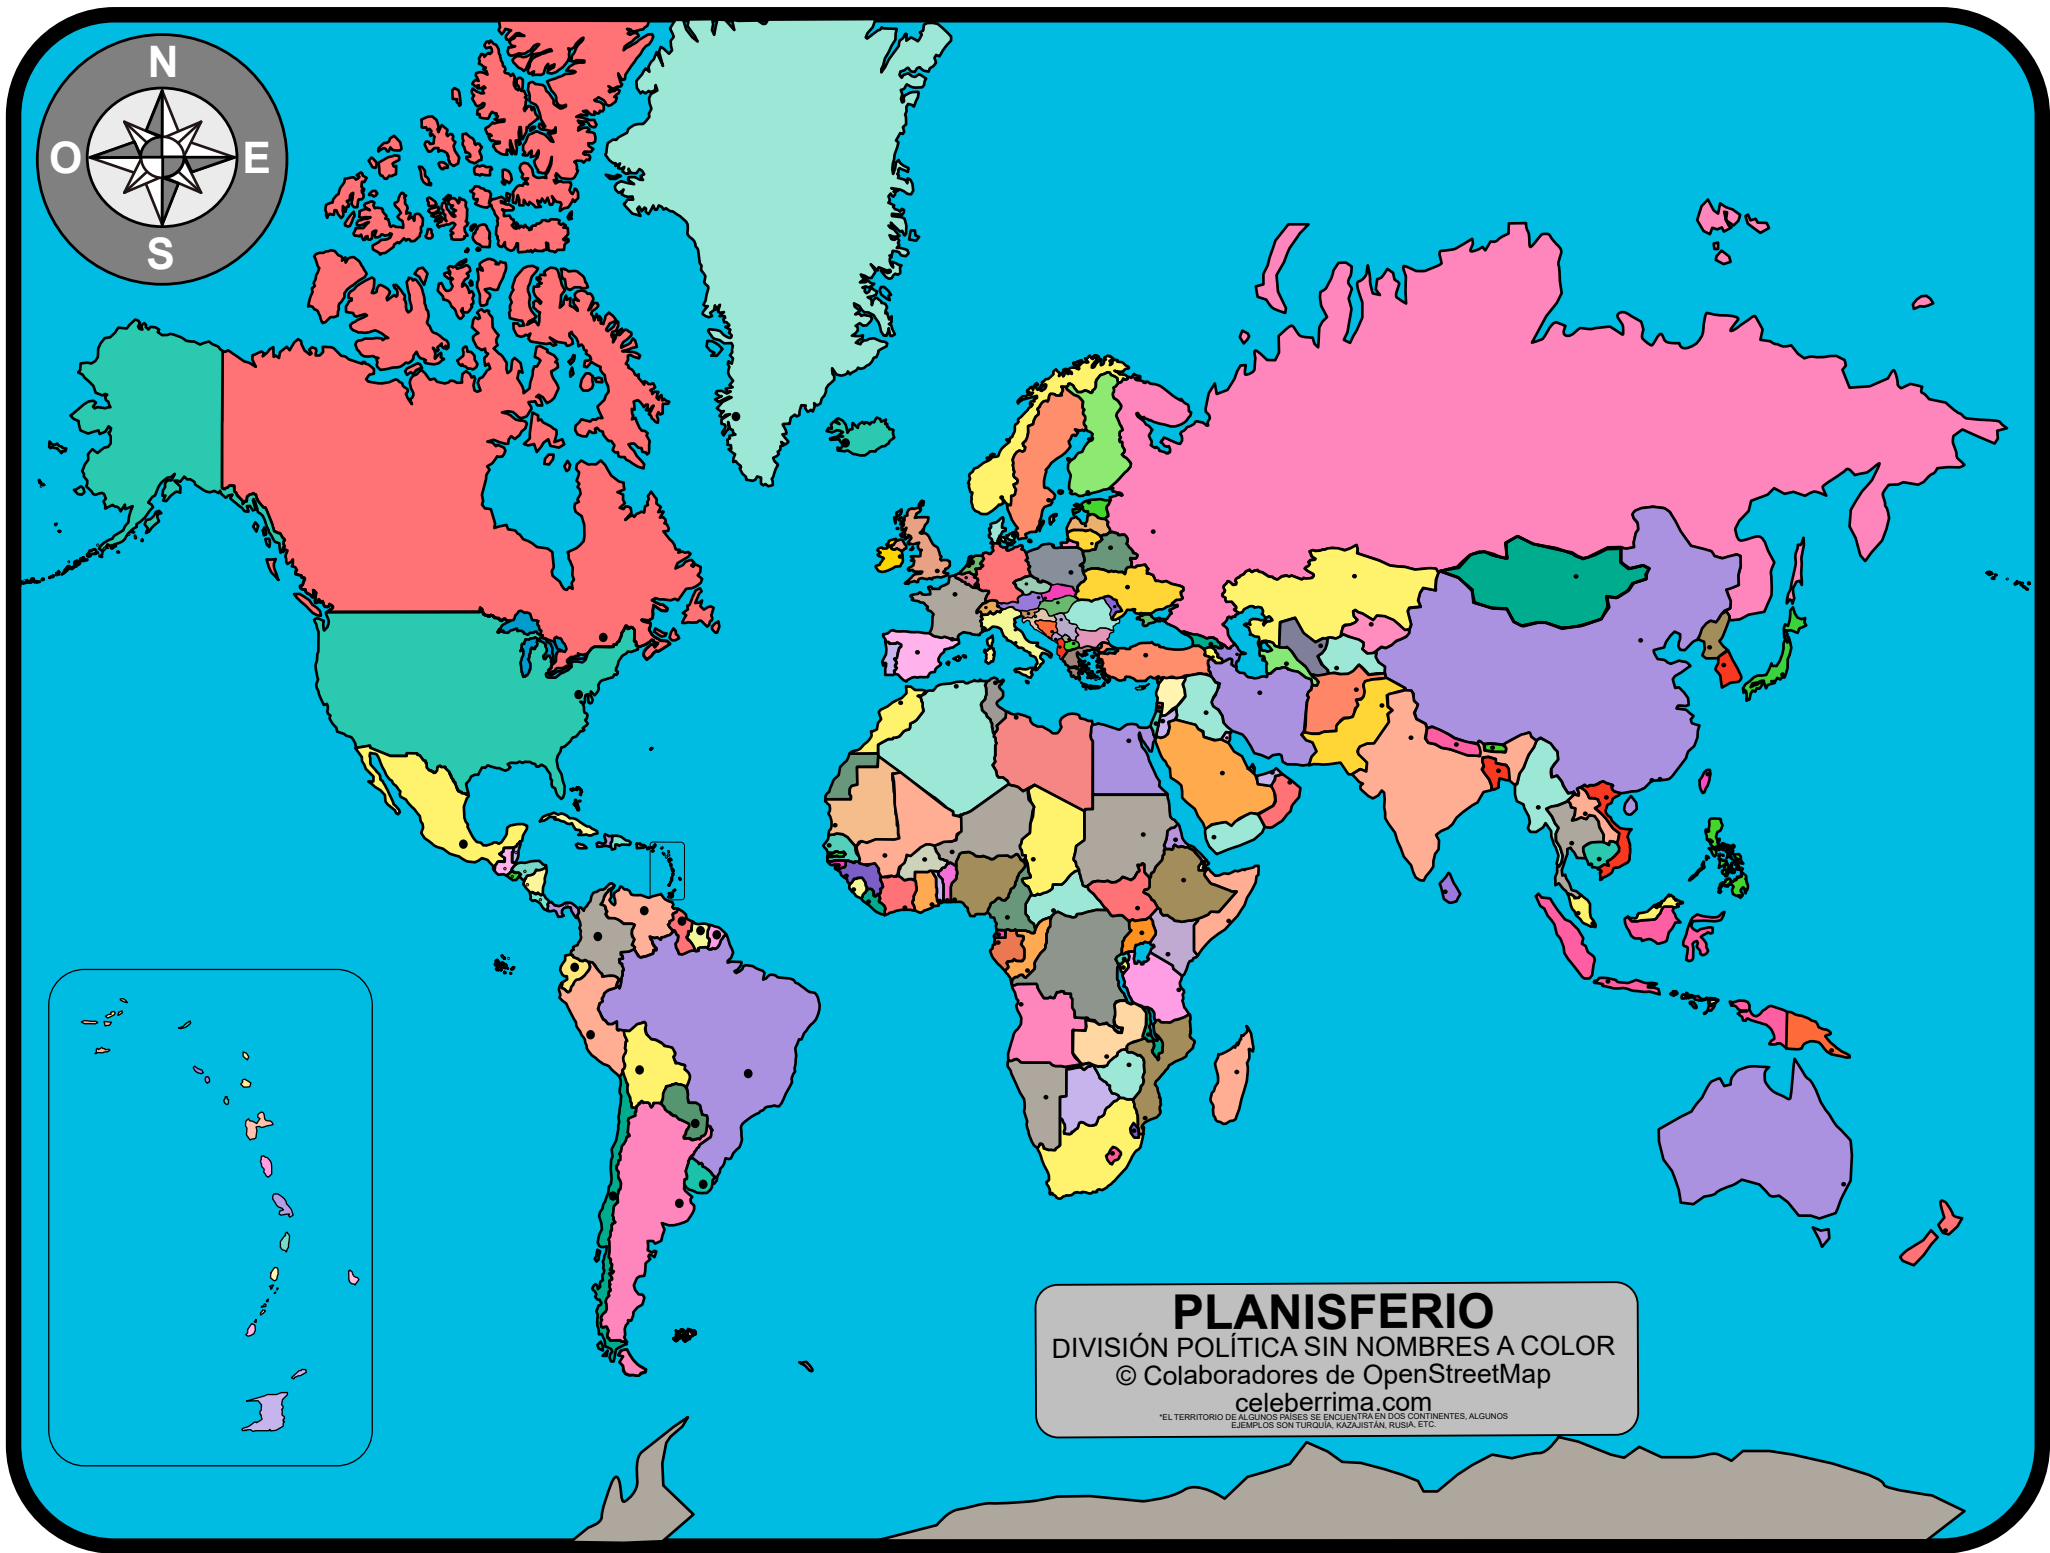 N
O E
S
PLANISFERIO
DIVISIÓN POLÍTICA SIN NOMBRES A COLOR
© Colaboradores de OpenStreetMap
celeberrima.com
*EL TERRITORIO DE ALGUNOS PAÍSES SE ENCUENTRA EN DOS CONTINENTES, ALGUNOS
EJEMPLOS SON TURQUÍA, KAZAJISTÁN, RUSIA, ETC.